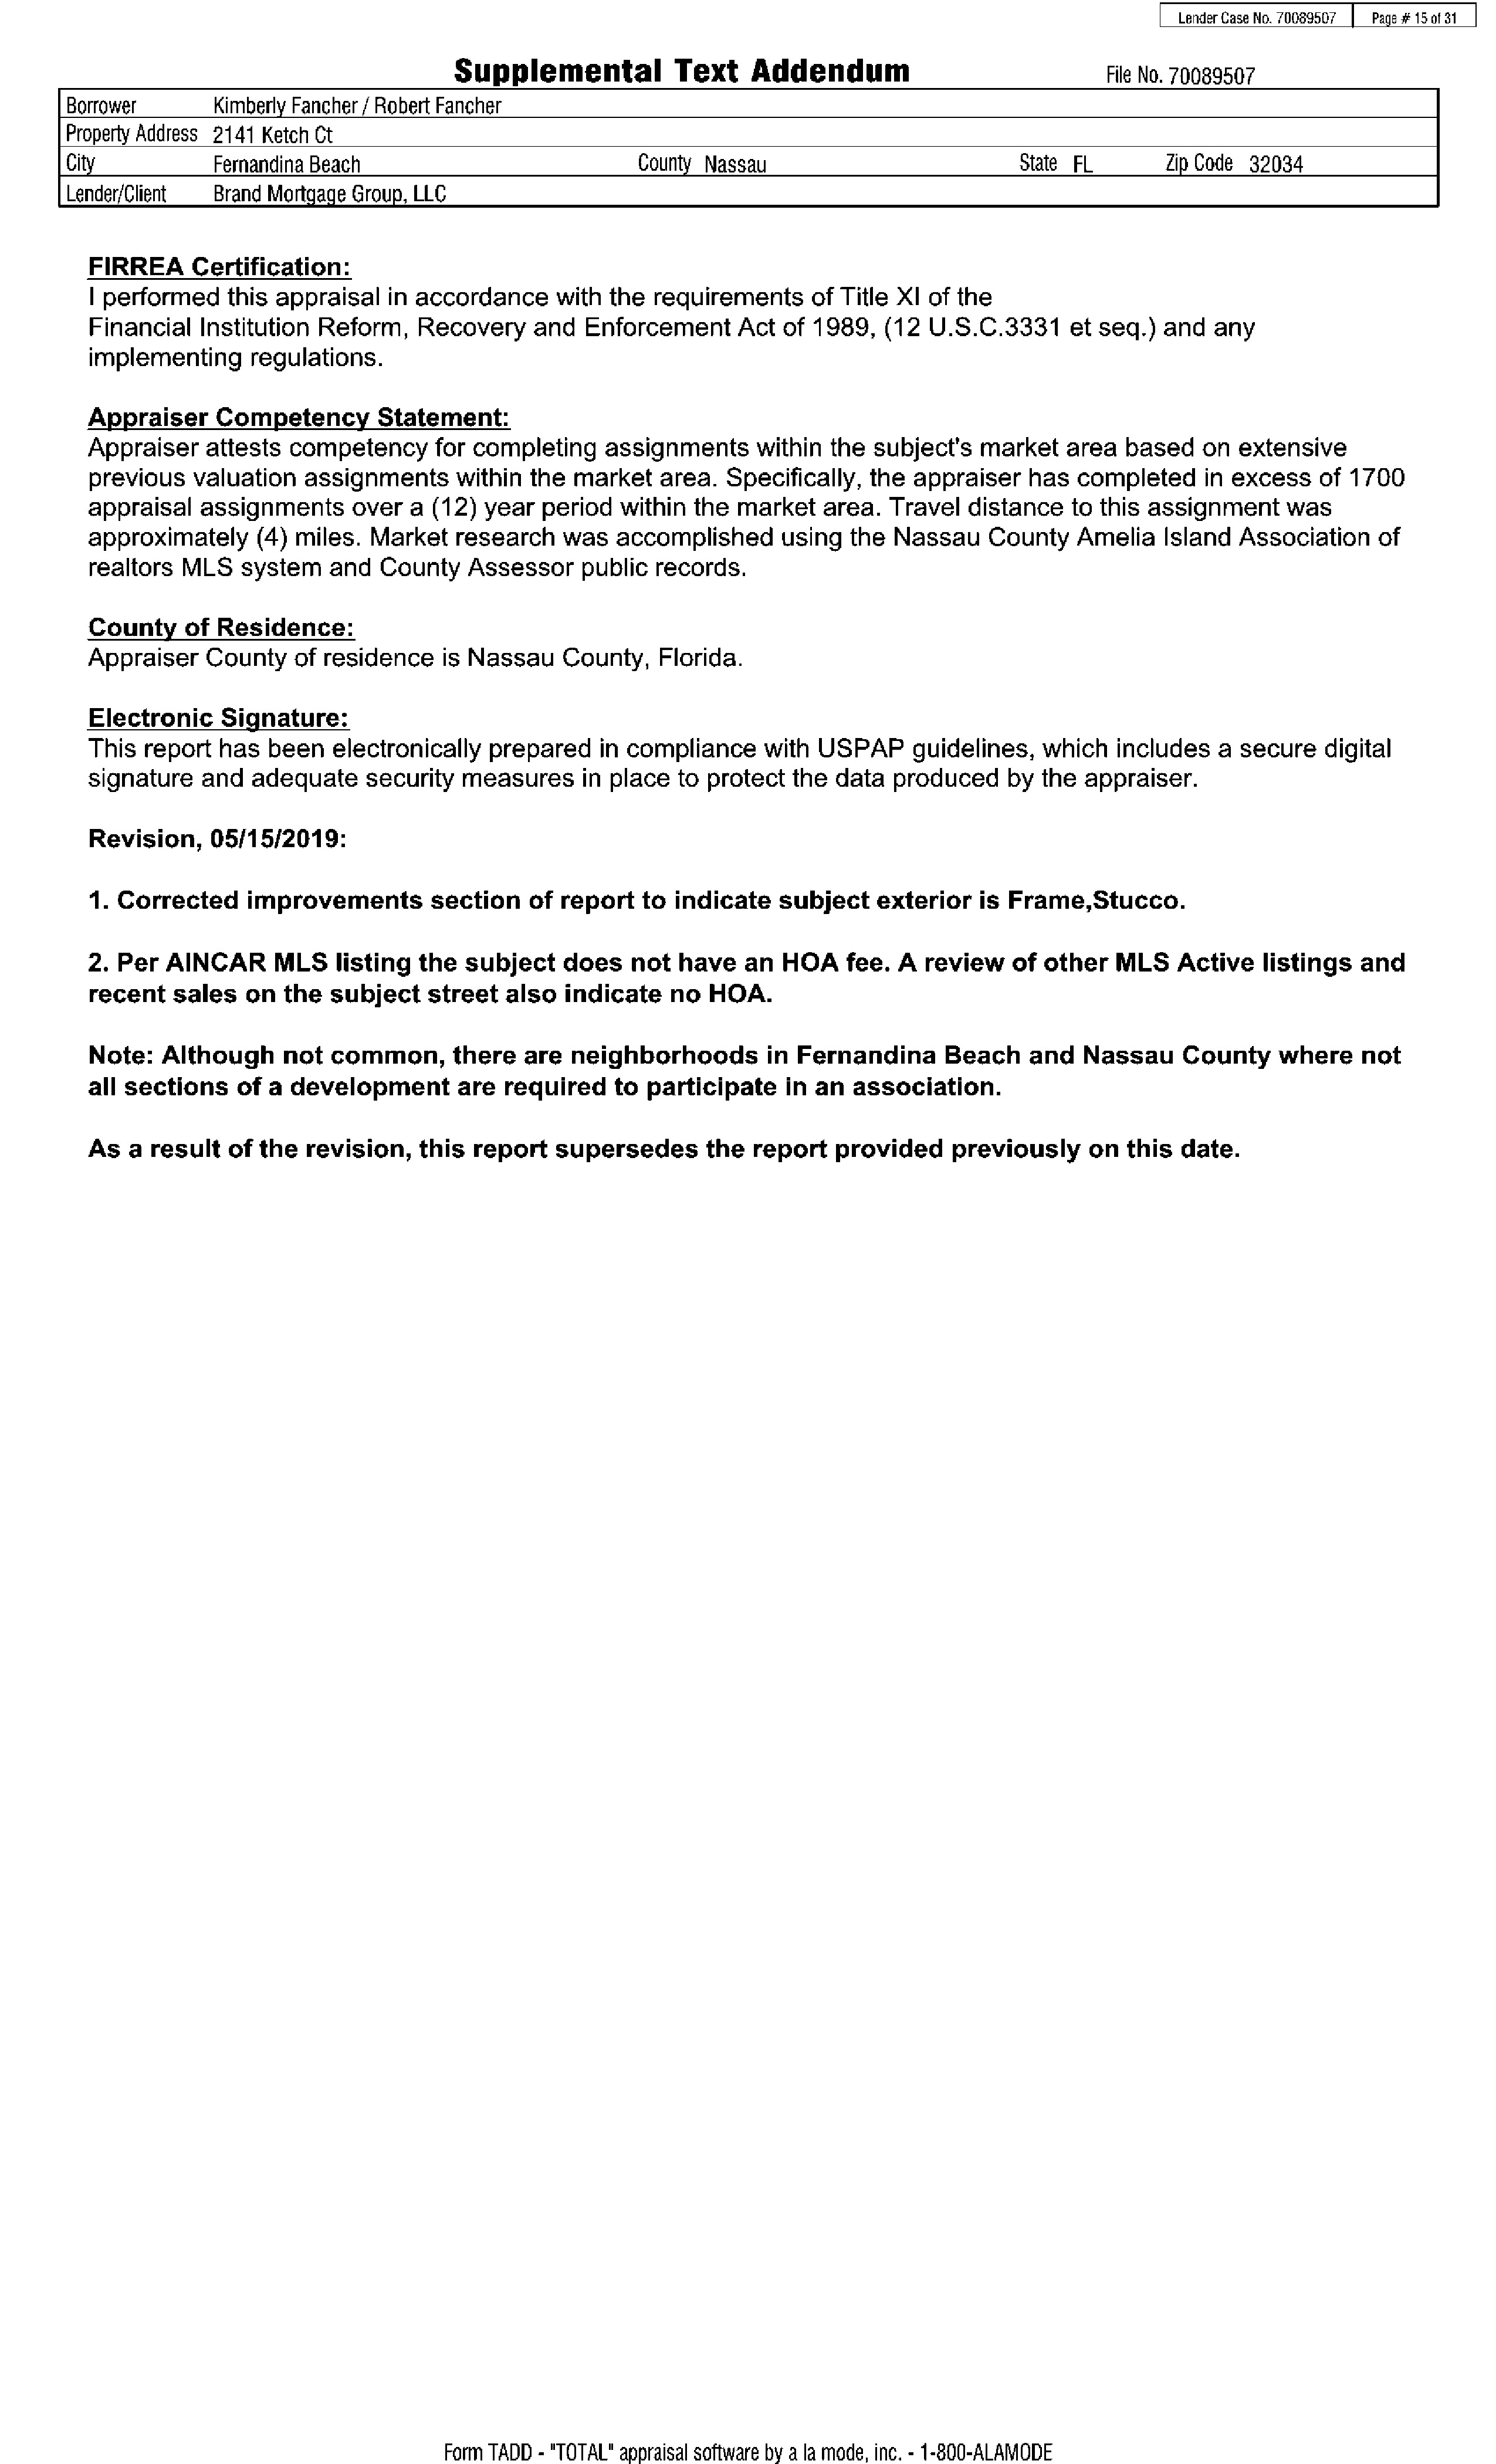 Lender Case No. 70089507 Page # 15 of 31
Supplemental Text Addendum File No. 70089507
Borrower Kimberly Fancher / Robert Fancher
Property Address 2141 Ketch Ct
City Fernandina Beach County Nassau State FL Zip Code 32034
Lender/Client Brand Mortgage Group, LLC
FIRREA Certification:
I performed this appraisal in accordance with the requirements of Title XI of the
Financial Institution Reform, Recovery and Enforcement Act of 1989, (12 U.S.C.3331 et seq.) and any
implementing regulations.
Appraiser Competency Statement:
Appraiser attests competency for completing assignments within the subject's market area based on extensive
previous valuation assignments within the market area. Specifically, the appraiser has completed in excess of 1700
appraisal assignments over a (12) year period within the market area. Travel distance to this assignment was
approximately (4) miles. Market research was accomplished using the Nassau County Amelia Island Association of
realtors MLS system and County Assessor public records.
County of Residence:
Appraiser County of residence is Nassau County, Florida.
Electronic Signature:
This report has been electronically prepared in compliance with USPAP guidelines, which includes a secure digital
signature and adequate security measures in place to protect the data produced by the appraiser.
Revision, 05/15/2019:
1. Corrected improvements section of report to indicate subject exterior is Frame,Stucco.
2. Per AINCAR MLS listing the subject does not have an HOA fee. A review of other MLS Active listings and
recent sales on the subject street also indicate no HOA.
Note: Although not common, there are neighborhoods in Fernandina Beach and Nassau County where not
all sections of a development are required to participate in an association.
As a result of the revision, this report supersedes the report provided previously on this date.
Form TADD - "TOTAL" appraisal software by a la mode, inc. - 1-800-ALAMODE